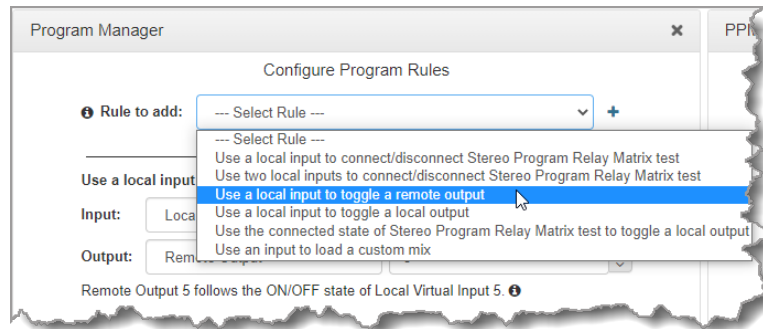 Program Manager
PPM
Configure Program Rules
Rule to add:
--- Select Rule ---
--- Select Rule ---
Use a local input to connect/disconnect Stereo Program Relay Matrix test
Use two local inputs to connect/disconnect Stereo Program Relay Matrix test
Use a local input
Use a local input to toggle a remote output
Input:
Use a local input to toggle a local output
Use the connected state of Stereo Program Relay Matrix test to toggle a local output
Output:
Use an input to load a custom mix
Remote Output 5 follows the ON/OFF state of Local Virtual Input 5.